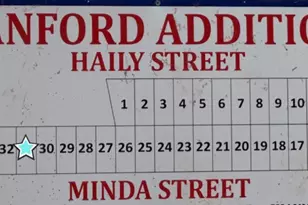 ANFORD ADDITIO
HAILY STREET
1 2 3 4 5 6 7 8 9 10
32 30 29 28 27 26 25 24 23 22 21 20 19 18 17
MINDA STREET